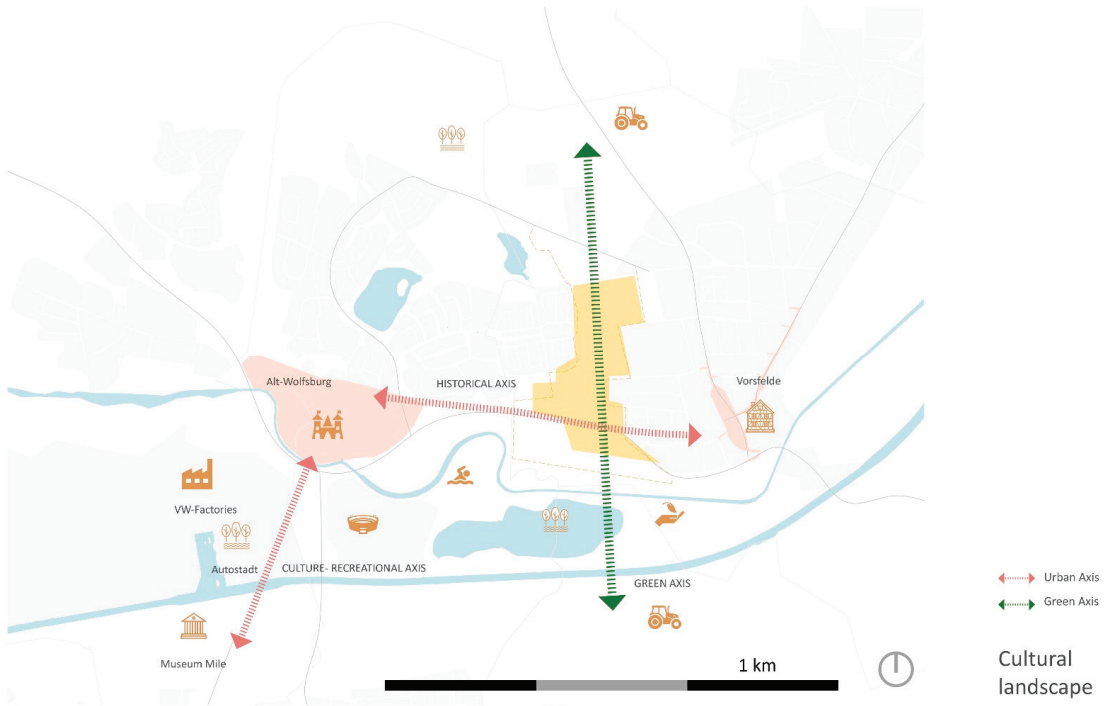 Alt-Wolfsburg
HISTORICAL AXIS
Vorsfelde
VW-Factories
Autostadt
CULTURE- RECREATIONAL AXIS
GREEN AXIS
Museum Mile
1 km
Urban Axis
Green Axis
Cultural
landscape